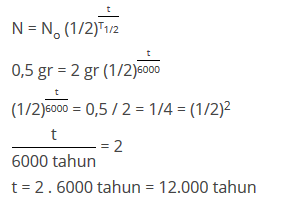 N = N₀ (1/2)^(t/T1/2)
0,5 gr = 2 gr (1/2)^(t/6000)
(1/2)^(t/6000) = 0,5 / 2 = 1/4 = (1/2)²
t / 6000 tahun = 2
t = 2 . 6000 tahun = 12.000 tahun